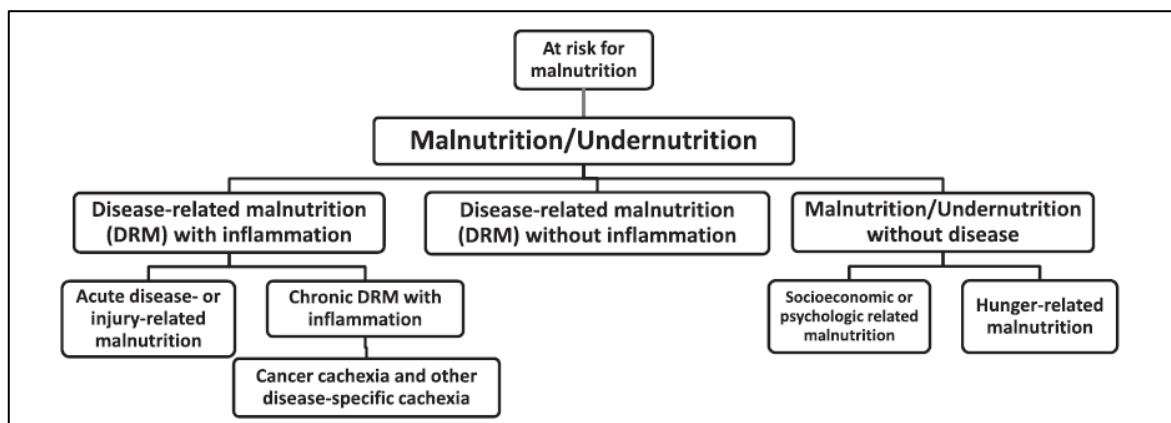 At risk for
malnutrition
Malnutrition/Undernutrition
Disease-related malnutrition
(DRM) with inflammation
Disease-related malnutrition
(DRM) without inflammation
Malnutrition/Undernutrition
without disease
Acute disease- or
injury-related
malnutrition
Chronic DRM with
inflammation
Socioeconomic or
psychologic related
malnutrition
Hunger-related
malnutrition
Cancer cachexia and other
disease-specific cachexia